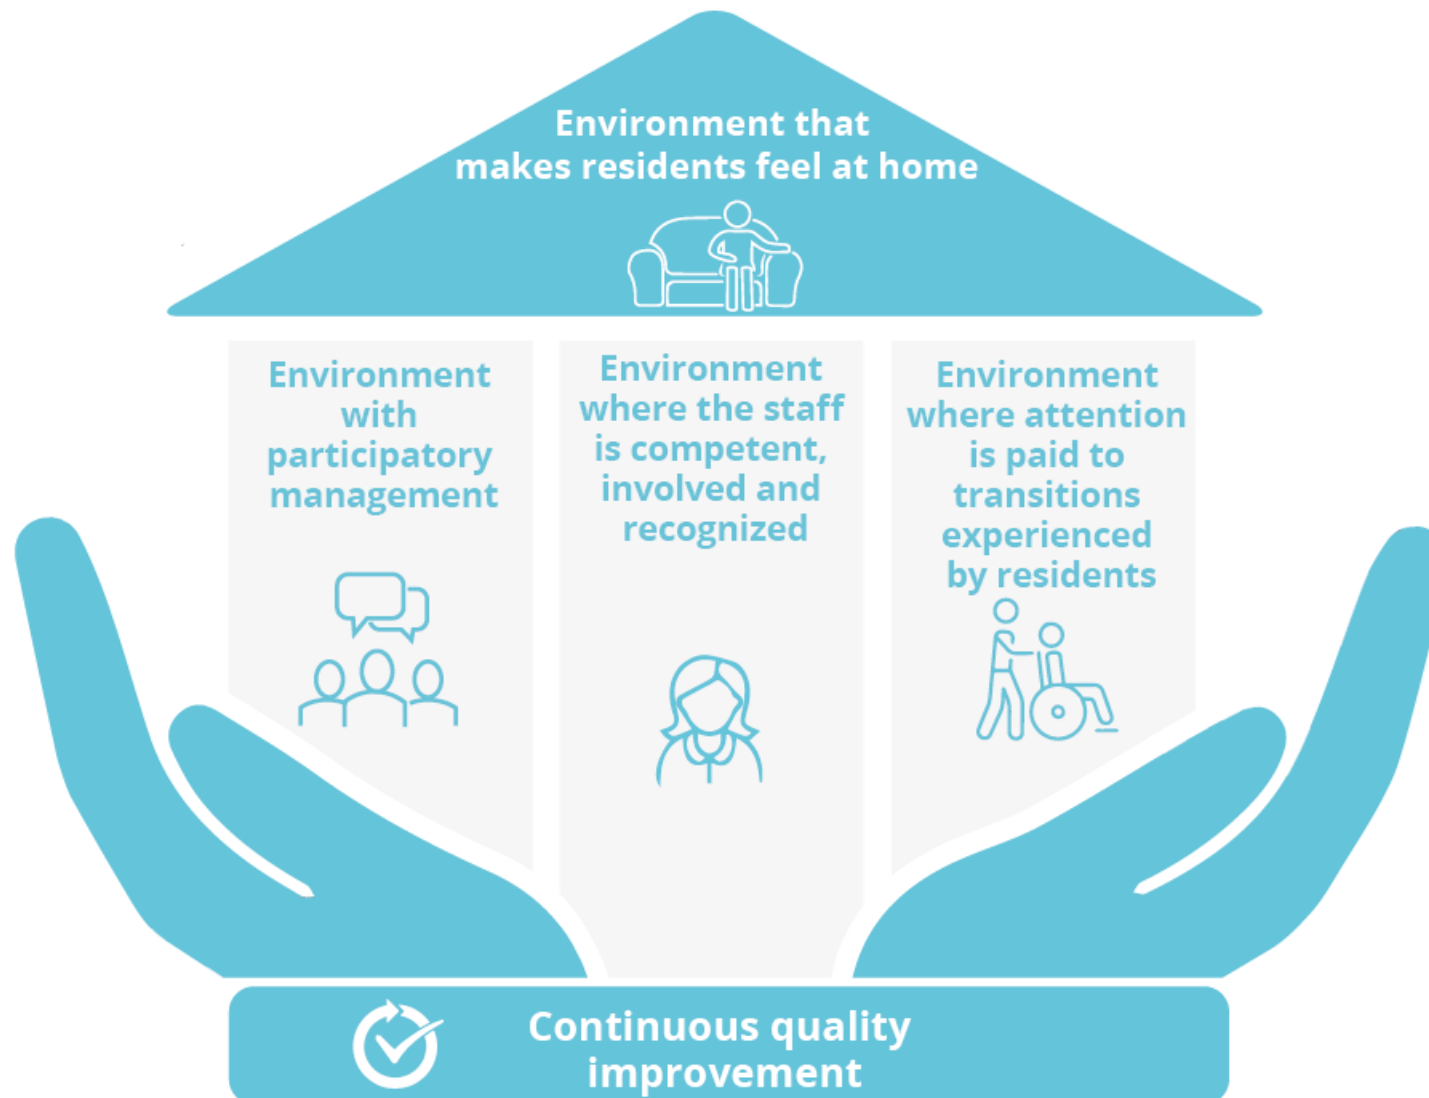 Environment that
makes residents feel at home
Environment
with
participatory
management
Environment
where the staff
is competent,
involved and
recognized
Environment
where attention
is paid to
transitions
experienced
by residents
Continuous quality
improvement